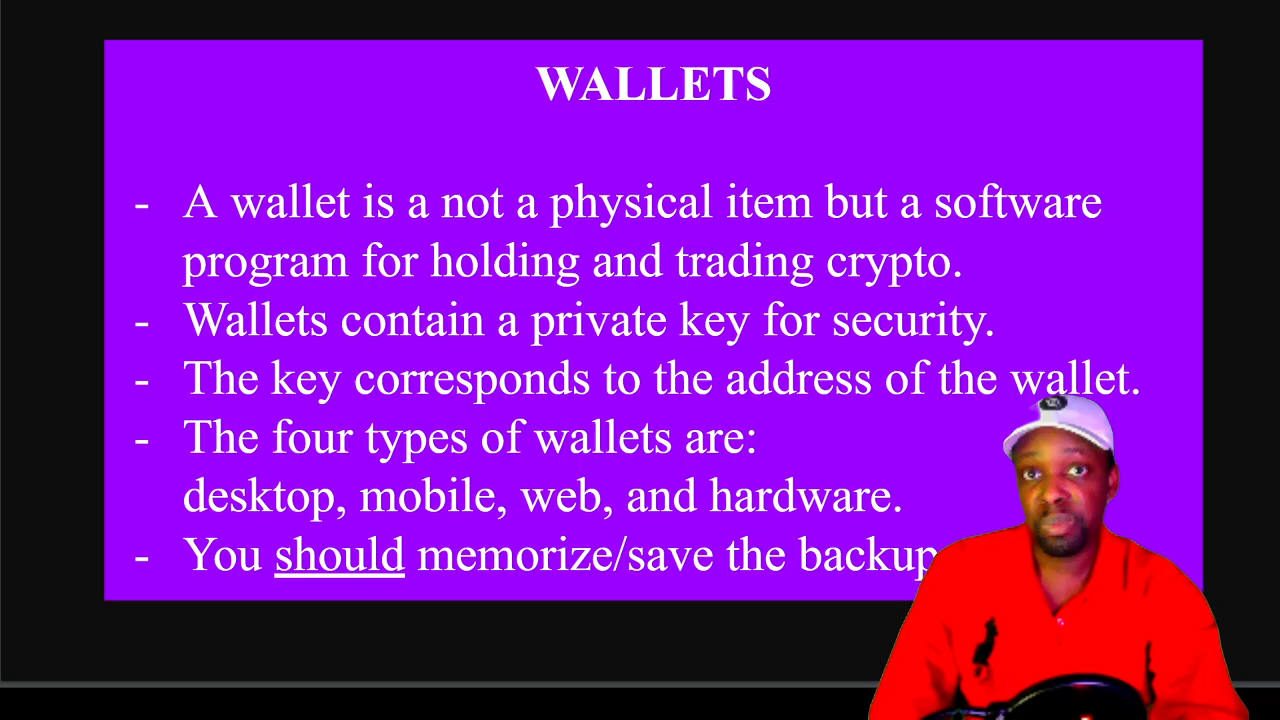 WALLETS
- A wallet is a not a physical item but a software
program for holding and trading crypto.
- Wallets contain a private key for security.
- The key corresponds to the address of the wallet.
- The four types of wallets are:
desktop, mobile, web, and hardware.
- You should memorize/save the backup